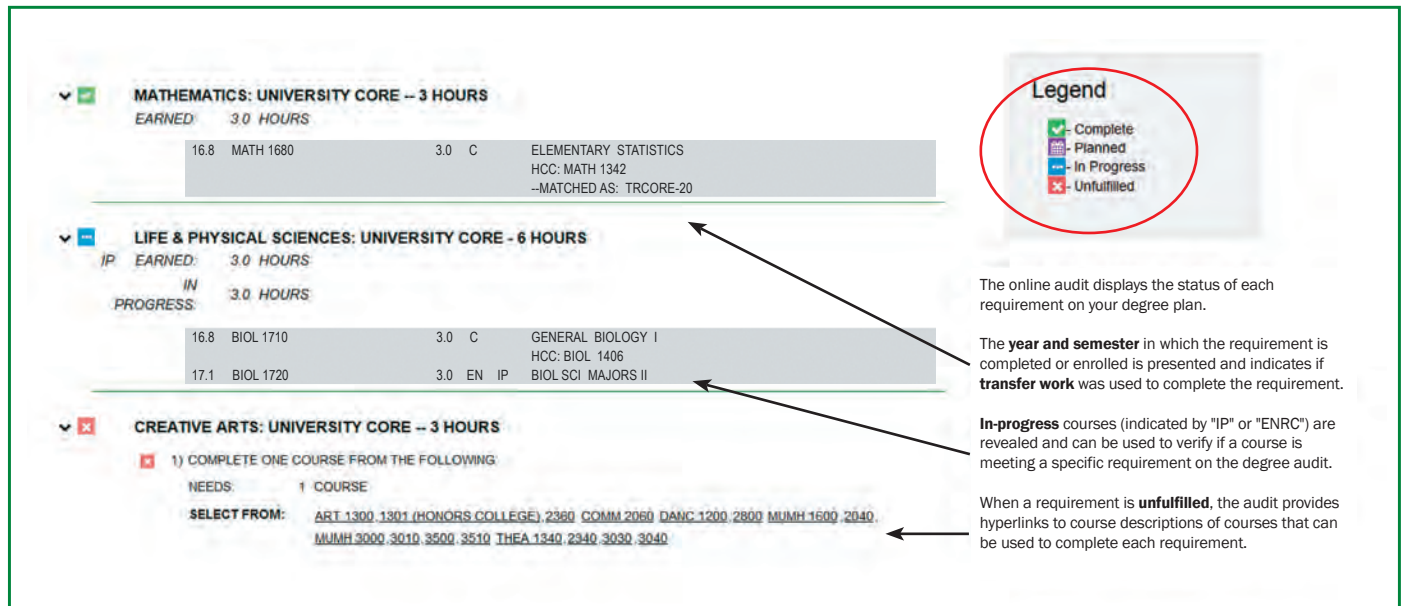 MATHEMATICS: UNIVERSITY CORE -- 3 HOURS
EARNED: 3.0 HOURS
16.8 MATH 1680 3.0 C ELEMENTARY STATISTICS
HCC: MATH 1342
--MATCHED AS: TRCORE-20
LIFE & PHYSICAL SCIENCES: UNIVERSITY CORE - 6 HOURS
IP EARNED: 3.0 HOURS
IN
PROGRESS: 3.0 HOURS
16.8 BIOL 1710 3.0 C GENERAL BIOLOGY I
HCC: BIOL 1406
17.1 BIOL 1720 3.0 EN IP BIOL SCI MAJORS II
CREATIVE ARTS: UNIVERSITY CORE -- 3 HOURS
1) COMPLETE ONE COURSE FROM THE FOLLOWING
NEEDS: 1 COURSE
SELECT FROM: ART 1300,1301 (HONORS COLLEGE),2360 COMM 2060 DANC 1200,2800 MUMH 1600,2040,
MUMH 3000,3010,3500,3510 THEA 1340,2340,3030,3040
Legend
- Complete
- Planned
- In Progress
- Unfulfilled
The online audit displays the status of each
requirement on your degree plan.
The year and semester in which the requirement is
completed or enrolled is presented and indicates if
transfer work was used to complete the requirement.
In-progress courses (indicated by "IP" or "ENRC") are
revealed and can be used to verify if a course is
meeting a specific requirement on the degree audit.
When a requirement is unfulfilled, the audit provides
hyperlinks to course descriptions of courses that can
be used to complete each requirement.